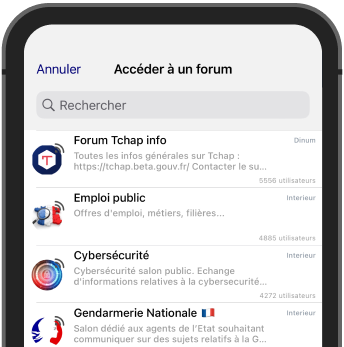 Annuler Accéder à un forum
Rechercher
Forum Tchap info Dinum
Toutes les infos générales sur Tchap :
https://tchap.beta.gouv.fr/ Contacter le su...
5556 utilisateurs
Emploi public Interieur
Offres d'emploi, métiers, filières...
4885 utilisateurs
Cybersécurité Interieur
Cybersécurité salon public. Echange
d'informations relatives à la cybersécurité...
4272 utilisateurs
Gendarmerie Nationale 🇫🇷 Interieur
Salon dédié aux agents de l'Etat souhaitant
communiquer sur des sujets relatifs à la G...